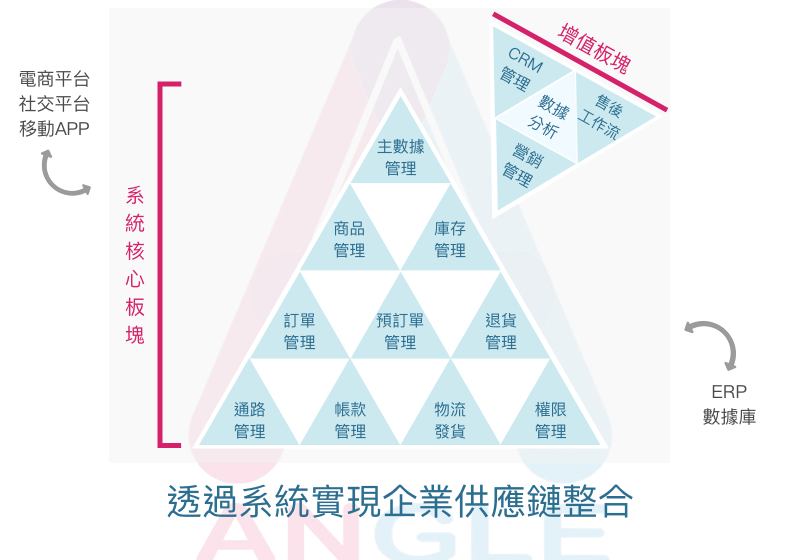 電商平台
社交平台
移動APP
系統核心板塊
增值板塊
CRM
管理
數據
分析
售後
工作流
營銷
管理
主數據
管理
商品
管理
庫存
管理
訂單
管理
預訂單
管理
退貨
管理
通路
管理
帳款
管理
物流
發貨
權限
管理
ERP
數據庫
透過系統實現企業供應鏈整合
ANGLE